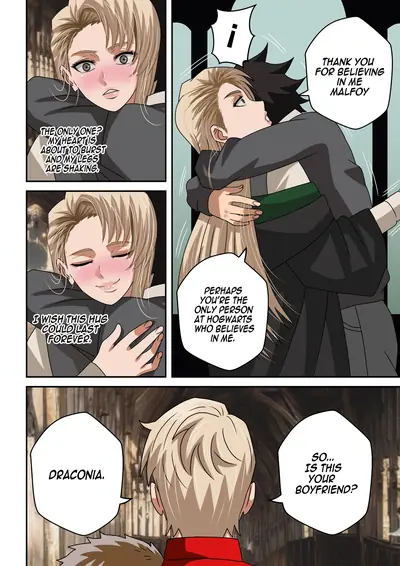 THE ONLY ONE?
MY HEART IS
ABOUT TO BURST
AND MY LEGS
ARE SHAKING.
I WISH THIS HUG
COULD LAST
FOREVER.
¡
THANK YOU
FOR BELIEVING
IN ME
MALFOY
PERHAPS
YOU'RE THE
ONLY PERSON
AT HOGWARTS
WHO BELIEVES
IN ME.
DRACONIA.
SO...
IS THIS
YOUR
BOYFRIEND?